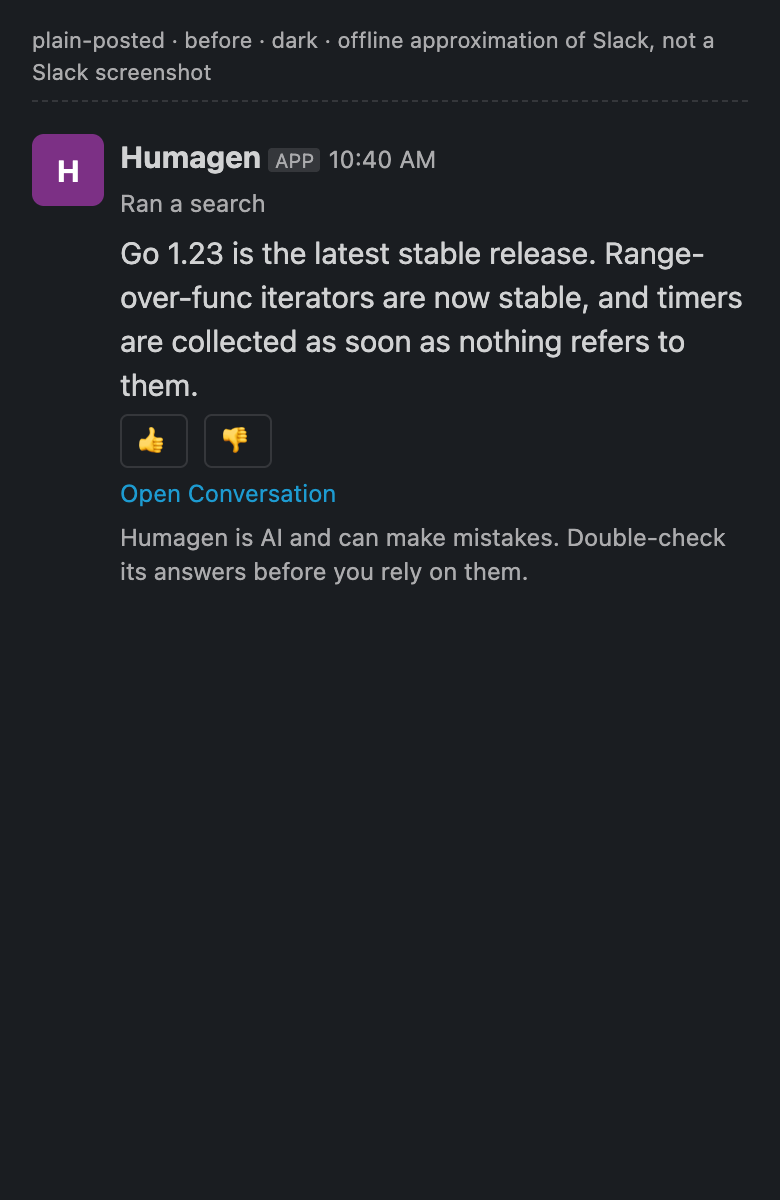 plain-posted · before · dark · offline approximation of Slack, not a
Slack screenshot
H
Humagen APP 10:40 AM
Ran a search
Go 1.23 is the latest stable release. Range-
over-func iterators are now stable, and timers
are collected as soon as nothing refers to
them.
Open Conversation
Humagen is AI and can make mistakes. Double-check
its answers before you rely on them.